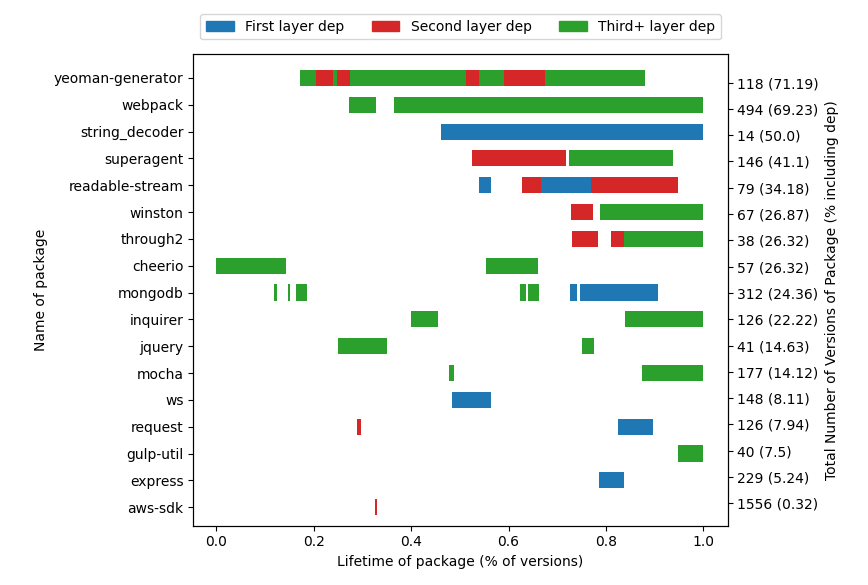 First layer dep Second layer dep Third+ layer dep
yeoman-generator 118 (71.19)
webpack 494 (69.23)
string_decoder 14 (50.0)
superagent 146 (41.1)
readable-stream 79 (34.18)
winston 67 (26.87)
through2 38 (26.32)
cheerio 57 (26.32)
mongodb 312 (24.36)
inquirer 126 (22.22)
jquery 41 (14.63)
mocha 177 (14.12)
ws 148 (8.11)
request 126 (7.94)
gulp-util 40 (7.5)
express 229 (5.24)
aws-sdk 1556 (0.32)
Name of package
Total Number of Versions of Package (% including dep)
0.0 0.2 0.4 0.6 0.8 1.0
Lifetime of package (% of versions)